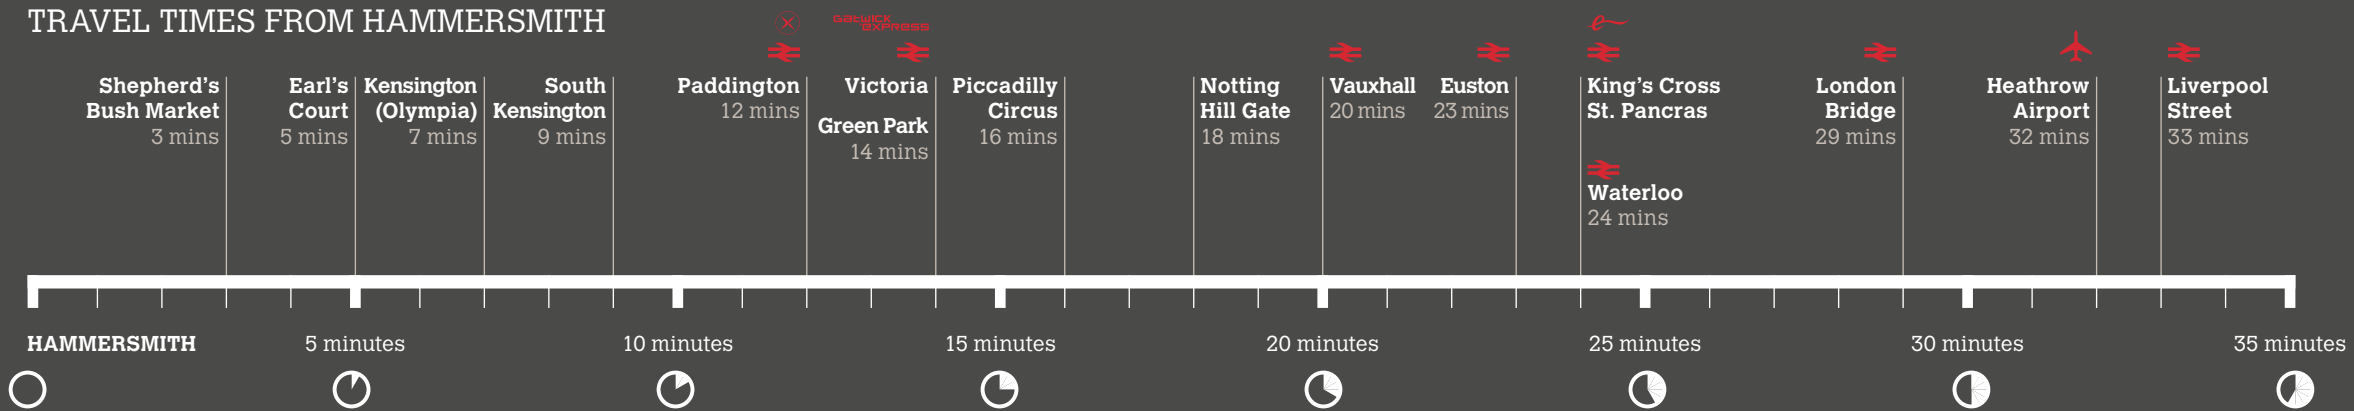 TRAVEL TIMES FROM HAMMERSMITH
Shepherd's
Bush Market
3 mins
Earl's
Court
5 mins
Kensington
(Olympia)
7 mins
South
Kensington
9 mins
Paddington
12 mins
GATWICK
EXPRESS
Victoria
Green Park
14 mins
Piccadilly
Circus
16 mins
Notting
Hill Gate
18 mins
Vauxhall
20 mins
Euston
23 mins
e
King's Cross
St. Pancras
Waterloo
24 mins
London
Bridge
29 mins
Heathrow
Airport
32 mins
Liverpool
Street
33 mins
HAMMERSMITH
5 minutes
10 minutes
15 minutes
20 minutes
25 minutes
30 minutes
35 minutes